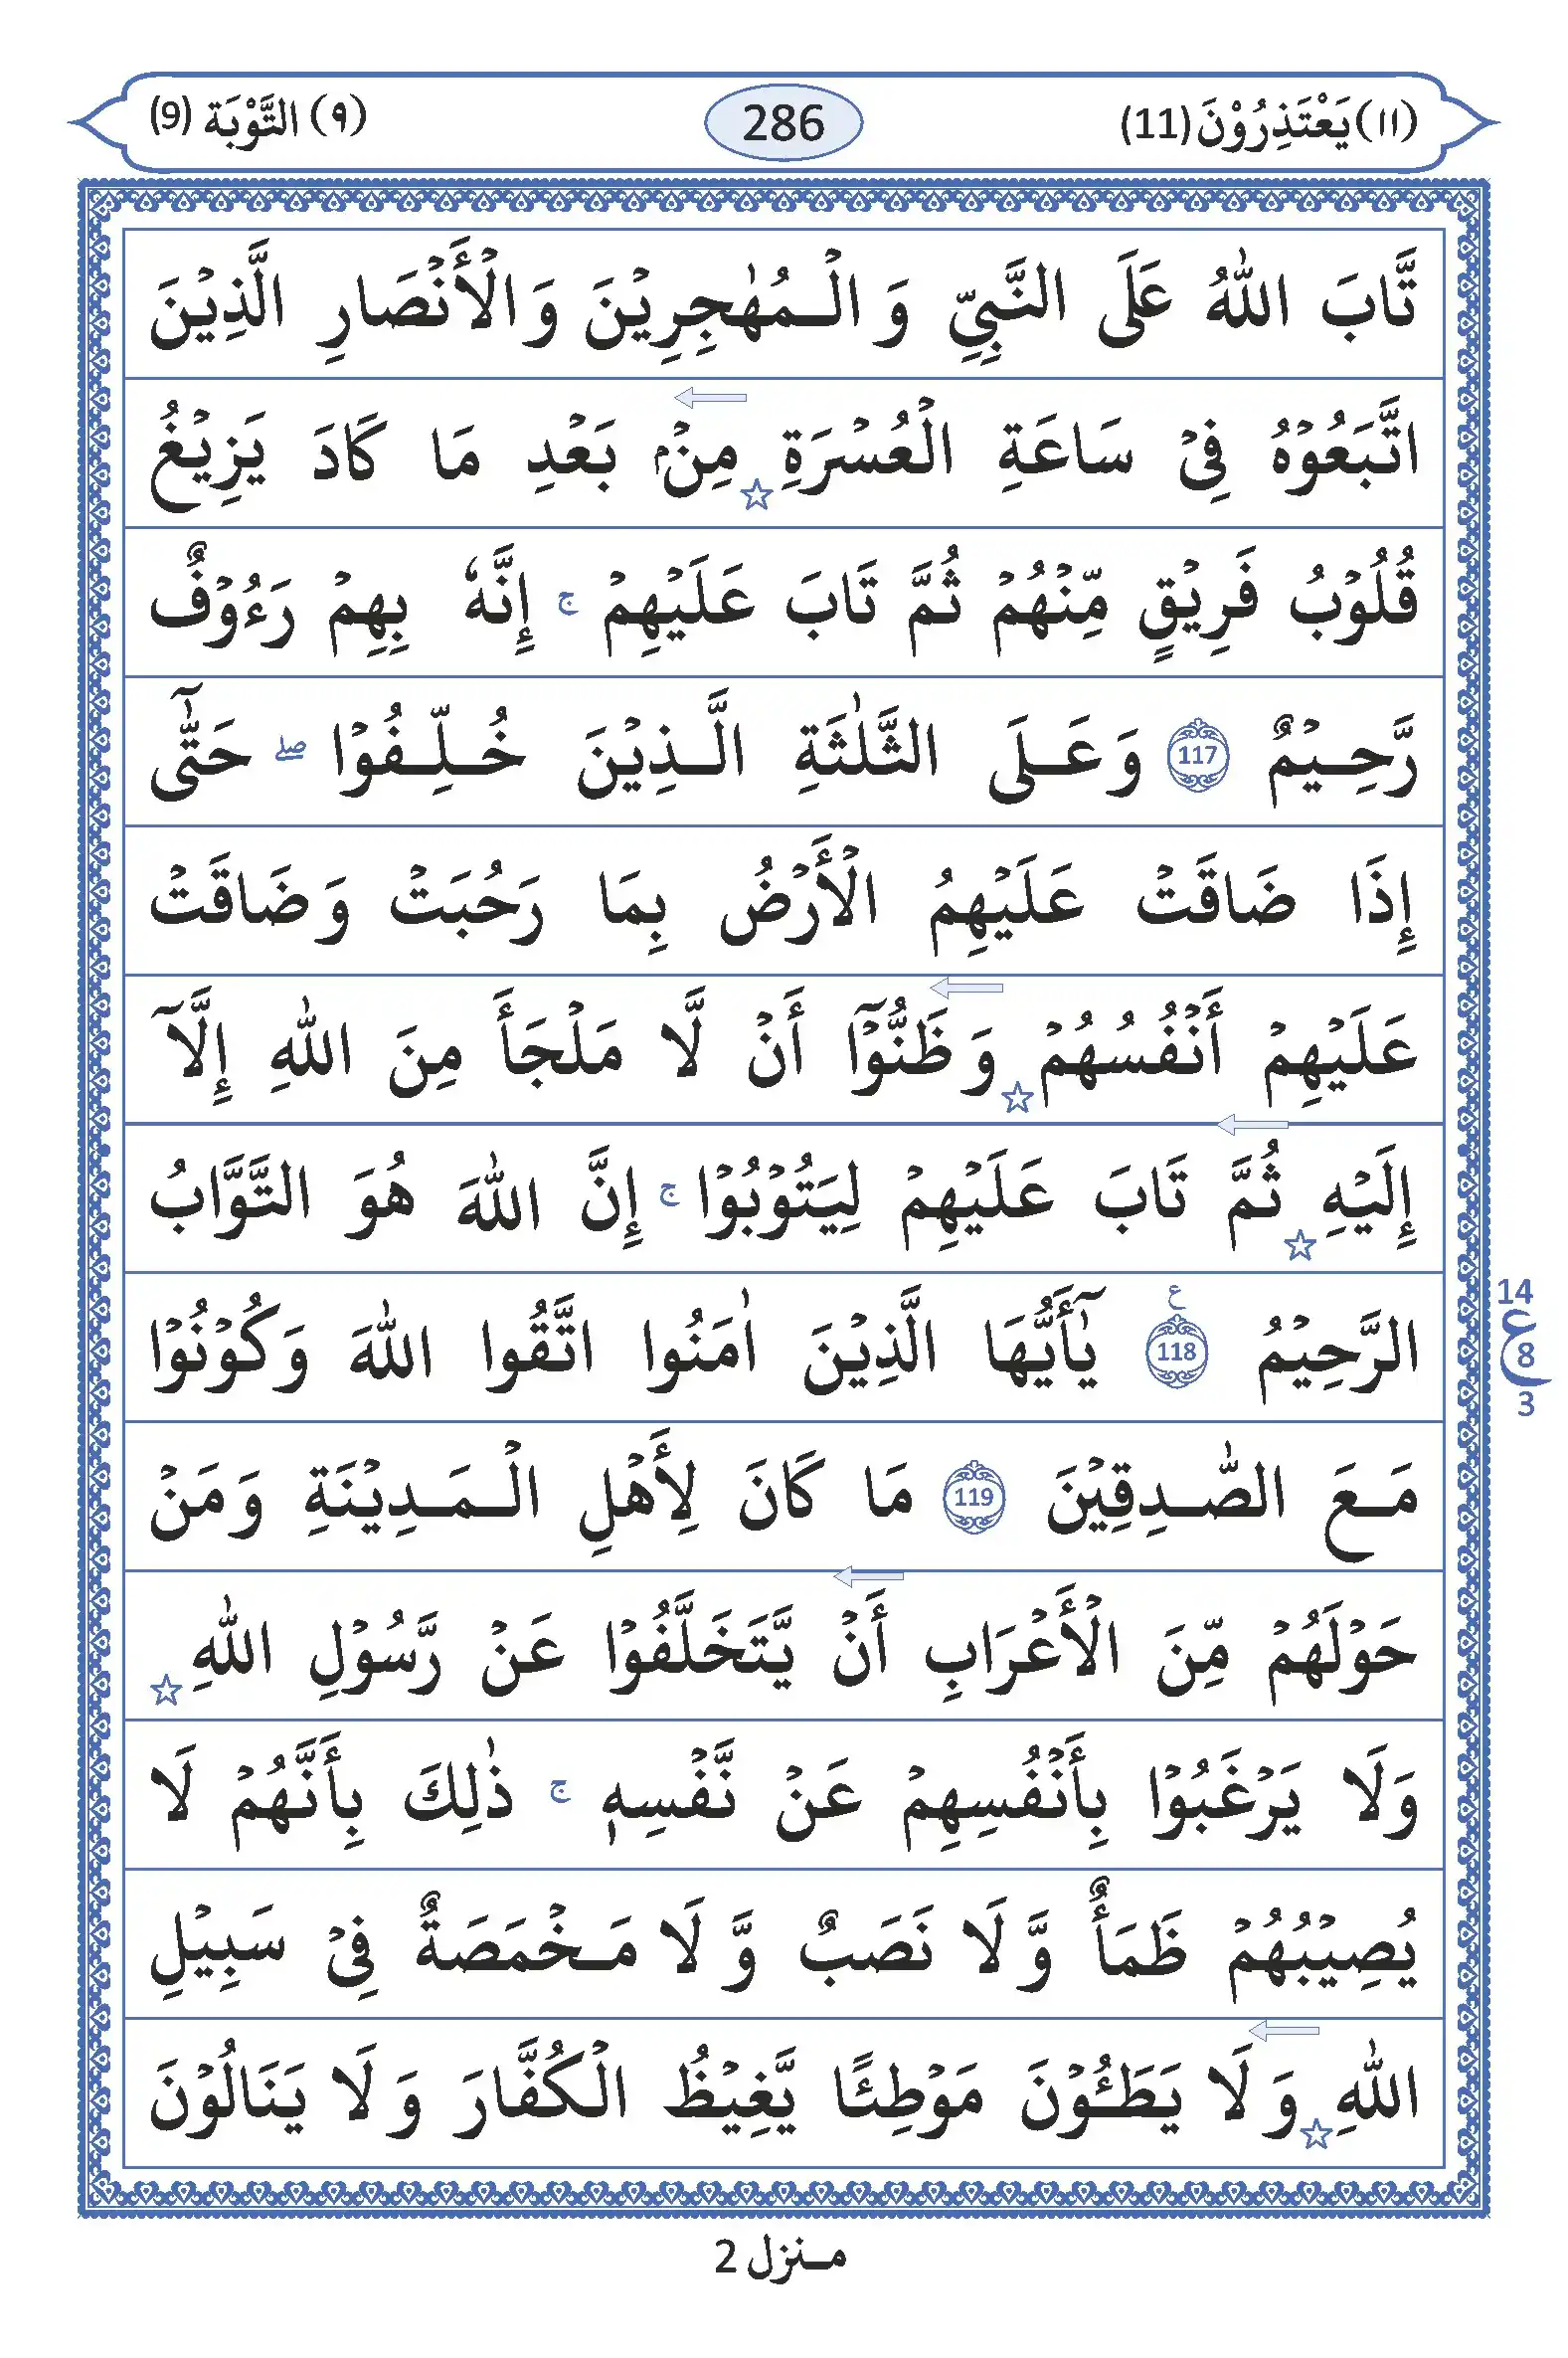 (١١) يَعْتَذِرُوْنَ (11) 286 (٩) التَّوْبَة (9)
تَّابَ اللّٰهُ عَلَى النَّبِيِّ وَ الْمُهٰجِرِيْنَ وَ الْأَنْصَارِ الَّذِيْنَ
اتَّبَعُوْهُ فِيْ سَاعَةِ الْعُسْرَةِ ☆ مِنْۢ بَعْدِ مَا كَادَ يَزِيْغُ
قُلُوْبُ فَرِيْقٍ مِّنْهُمْ ثُمَّ تَابَ عَلَيْهِمْ ج إِنَّهٗ بِهِمْ رَءُوْفٌ
رَّحِيْمٌ 117 وَ عَلَى الثَّلٰثَةِ الَّذِيْنَ خُلِّفُوْا صلے حَتّٰٓى
إِذَا ضَاقَتْ عَلَيْهِمُ الْأَرْضُ بِمَا رَحُبَتْ وَ ضَاقَتْ
عَلَيْهِمْ أَنْفُسُهُمْ ☆ وَ ظَنُّوْٓا أَنْ لَّا مَلْجَأَ مِنَ اللّٰهِ إِلَّآ
إِلَيْهِ ☆ ثُمَّ تَابَ عَلَيْهِمْ لِيَتُوْبُوْا ج إِنَّ اللّٰهَ هُوَ التَّوَّابُ
الرَّحِيْمُ 118 ع يٰٓأَيُّهَا الَّذِيْنَ اٰمَنُوا اتَّقُوا اللّٰهَ وَ كُوْنُوْا
14
ع 8
3
مَعَ الصّٰدِقِيْنَ 119 مَا كَانَ لِأَهْلِ الْمَدِيْنَةِ وَ مَنْ
حَوْلَهُمْ مِّنَ الْأَعْرَابِ أَنْ يَّتَخَلَّفُوْا عَنْ رَّسُوْلِ اللّٰهِ ☆
وَلَا يَرْغَبُوْا بِأَنْفُسِهِمْ عَنْ نَّفْسِهٖ ج ذٰلِكَ بِأَنَّهُمْ لَا
يُصِيْبُهُمْ ظَمَأٌ وَّ لَا نَصَبٌ وَّ لَا مَخْمَصَةٌ فِيْ سَبِيْلِ
اللّٰهِ ☆ وَ لَا يَطَـُٔوْنَ مَوْطِئًا يَّغِيْظُ الْكُفَّارَ وَ لَا يَنَالُوْنَ
مـنزل 2